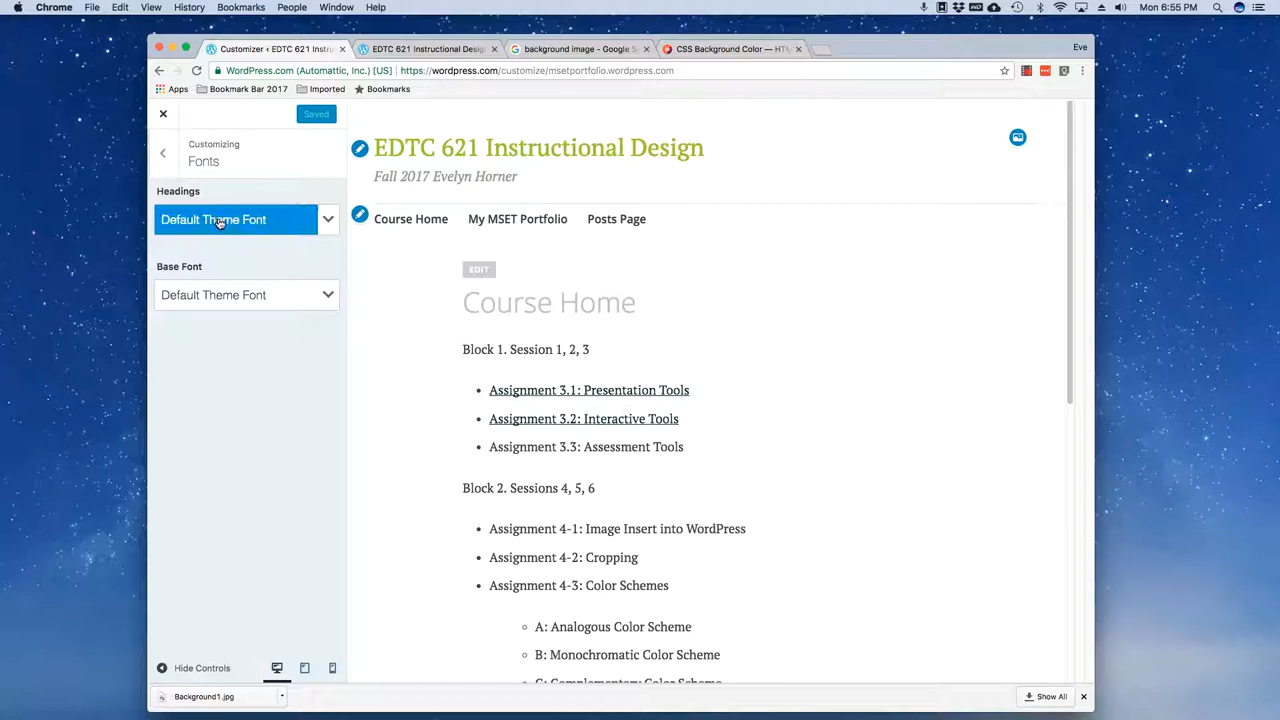 Chrome File Edit View History Bookmarks People Window Help Mon 6:55 PM
Customizer ‹ EDTC 621 Instru EDTC 621 Instructional Desig background image - Google S CSS Background Color — HTM Eve
WordPress.com (Automattic, Inc.) [US] https://wordpress.com/customize/msetportfolio.wordpress.com
Apps Bookmark Bar 2017 Imported Bookmarks
Saved
Customizing
Fonts
Headings
Default Theme Font
Base Font
Default Theme Font
Hide Controls
EDTC 621 Instructional Design
Fall 2017 Evelyn Horner
Course Home My MSET Portfolio Posts Page
EDIT
Course Home
Block 1. Session 1, 2, 3
• Assignment 3.1: Presentation Tools
• Assignment 3.2: Interactive Tools
• Assignment 3.3: Assessment Tools
Block 2. Sessions 4, 5, 6
• Assignment 4-1: Image Insert into WordPress
• Assignment 4-2: Cropping
• Assignment 4-3: Color Schemes
○ A: Analogous Color Scheme
○ B: Monochromatic Color Scheme
○ C: Complementary Color Scheme
Background1.jpg Show All